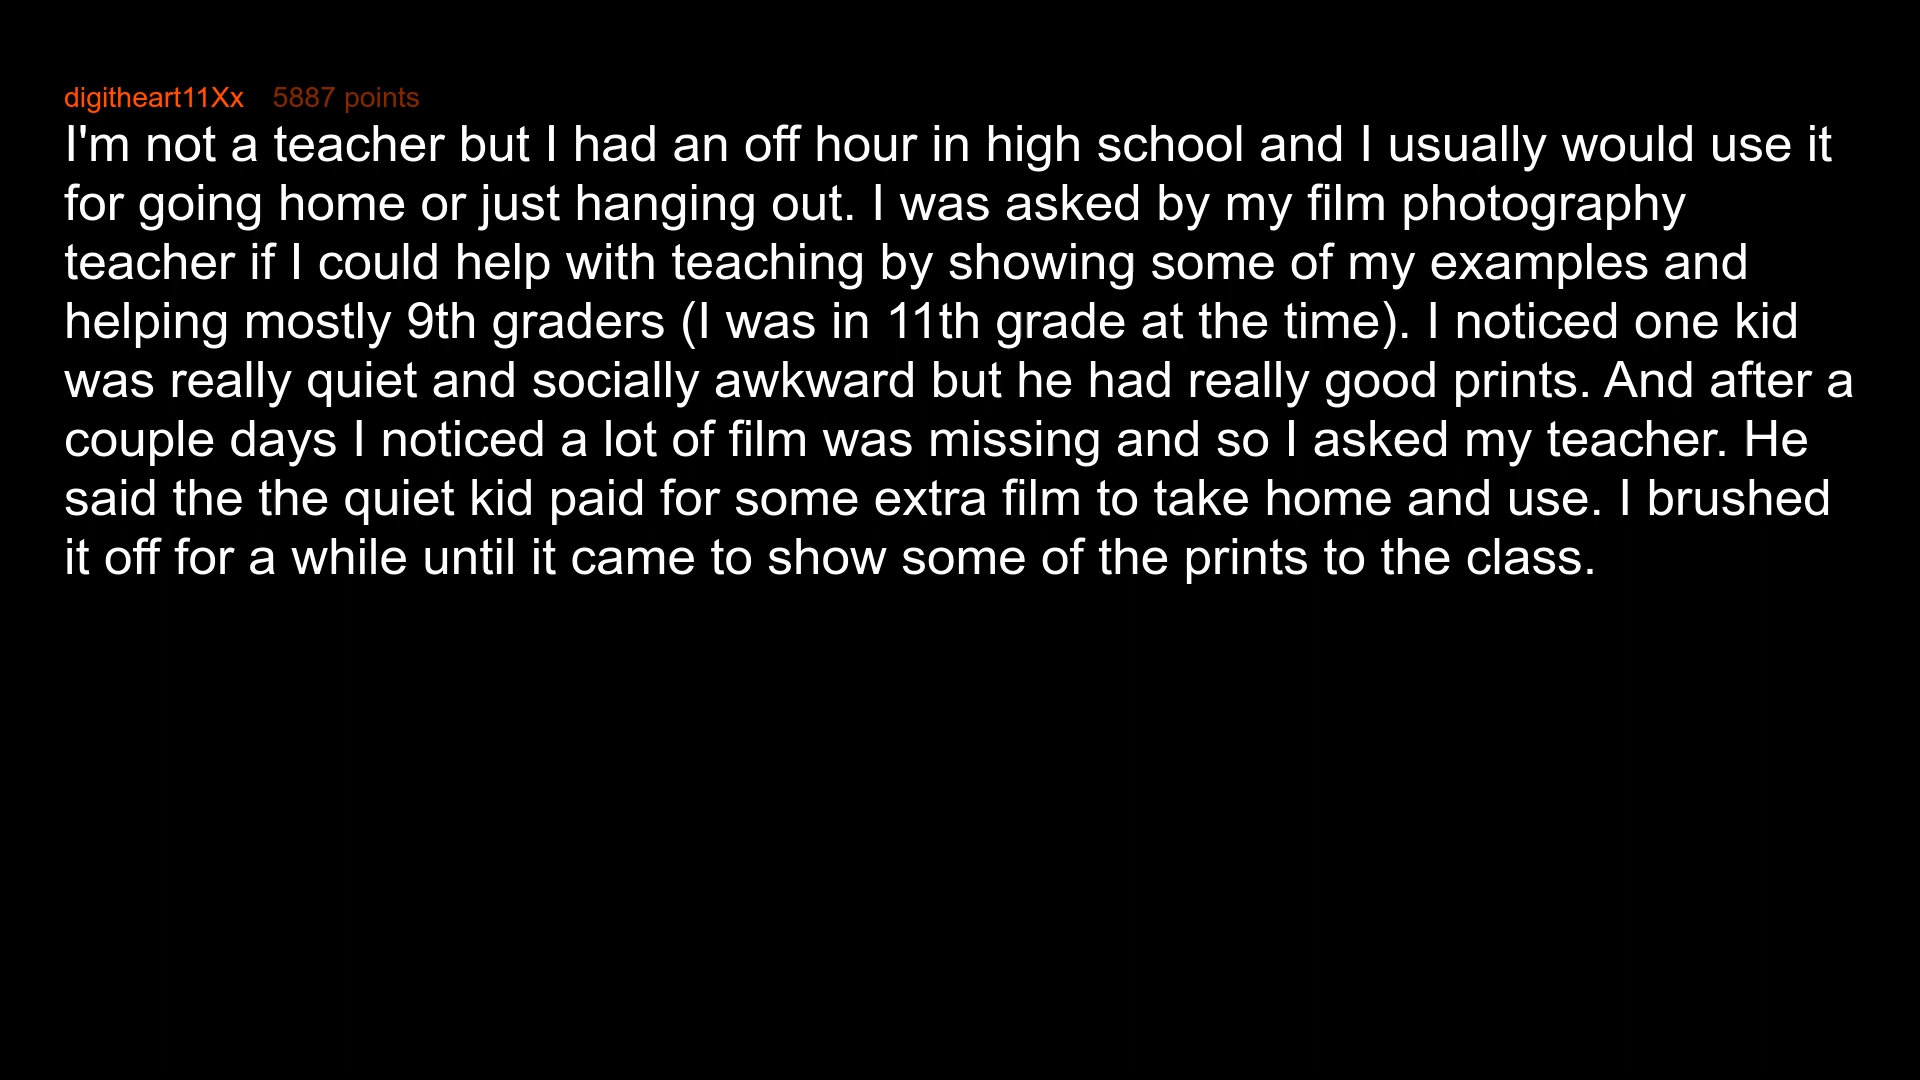 digitheart11Xx 5887 points
I'm not a teacher but I had an off hour in high school and I usually would use it
for going home or just hanging out. I was asked by my film photography
teacher if I could help with teaching by showing some of my examples and
helping mostly 9th graders (I was in 11th grade at the time). I noticed one kid
was really quiet and socially awkward but he had really good prints. And after a
couple days I noticed a lot of film was missing and so I asked my teacher. He
said the the quiet kid paid for some extra film to take home and use. I brushed
it off for a while until it came to show some of the prints to the class.